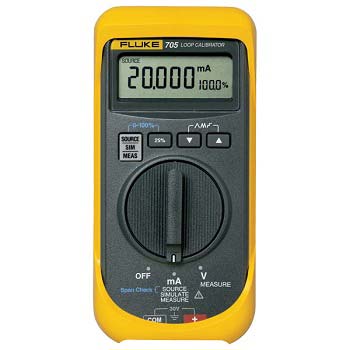 FLUKE 705 LOOP CALIBRATOR
SOURCE
20.000 mA
100.0%
0-100%
SOURCE
SIM
MEAS
25%
OFF
mA
V
MEASURE
Span Check
SOURCE
SIMULATE
MEASURE
30V
COM
+